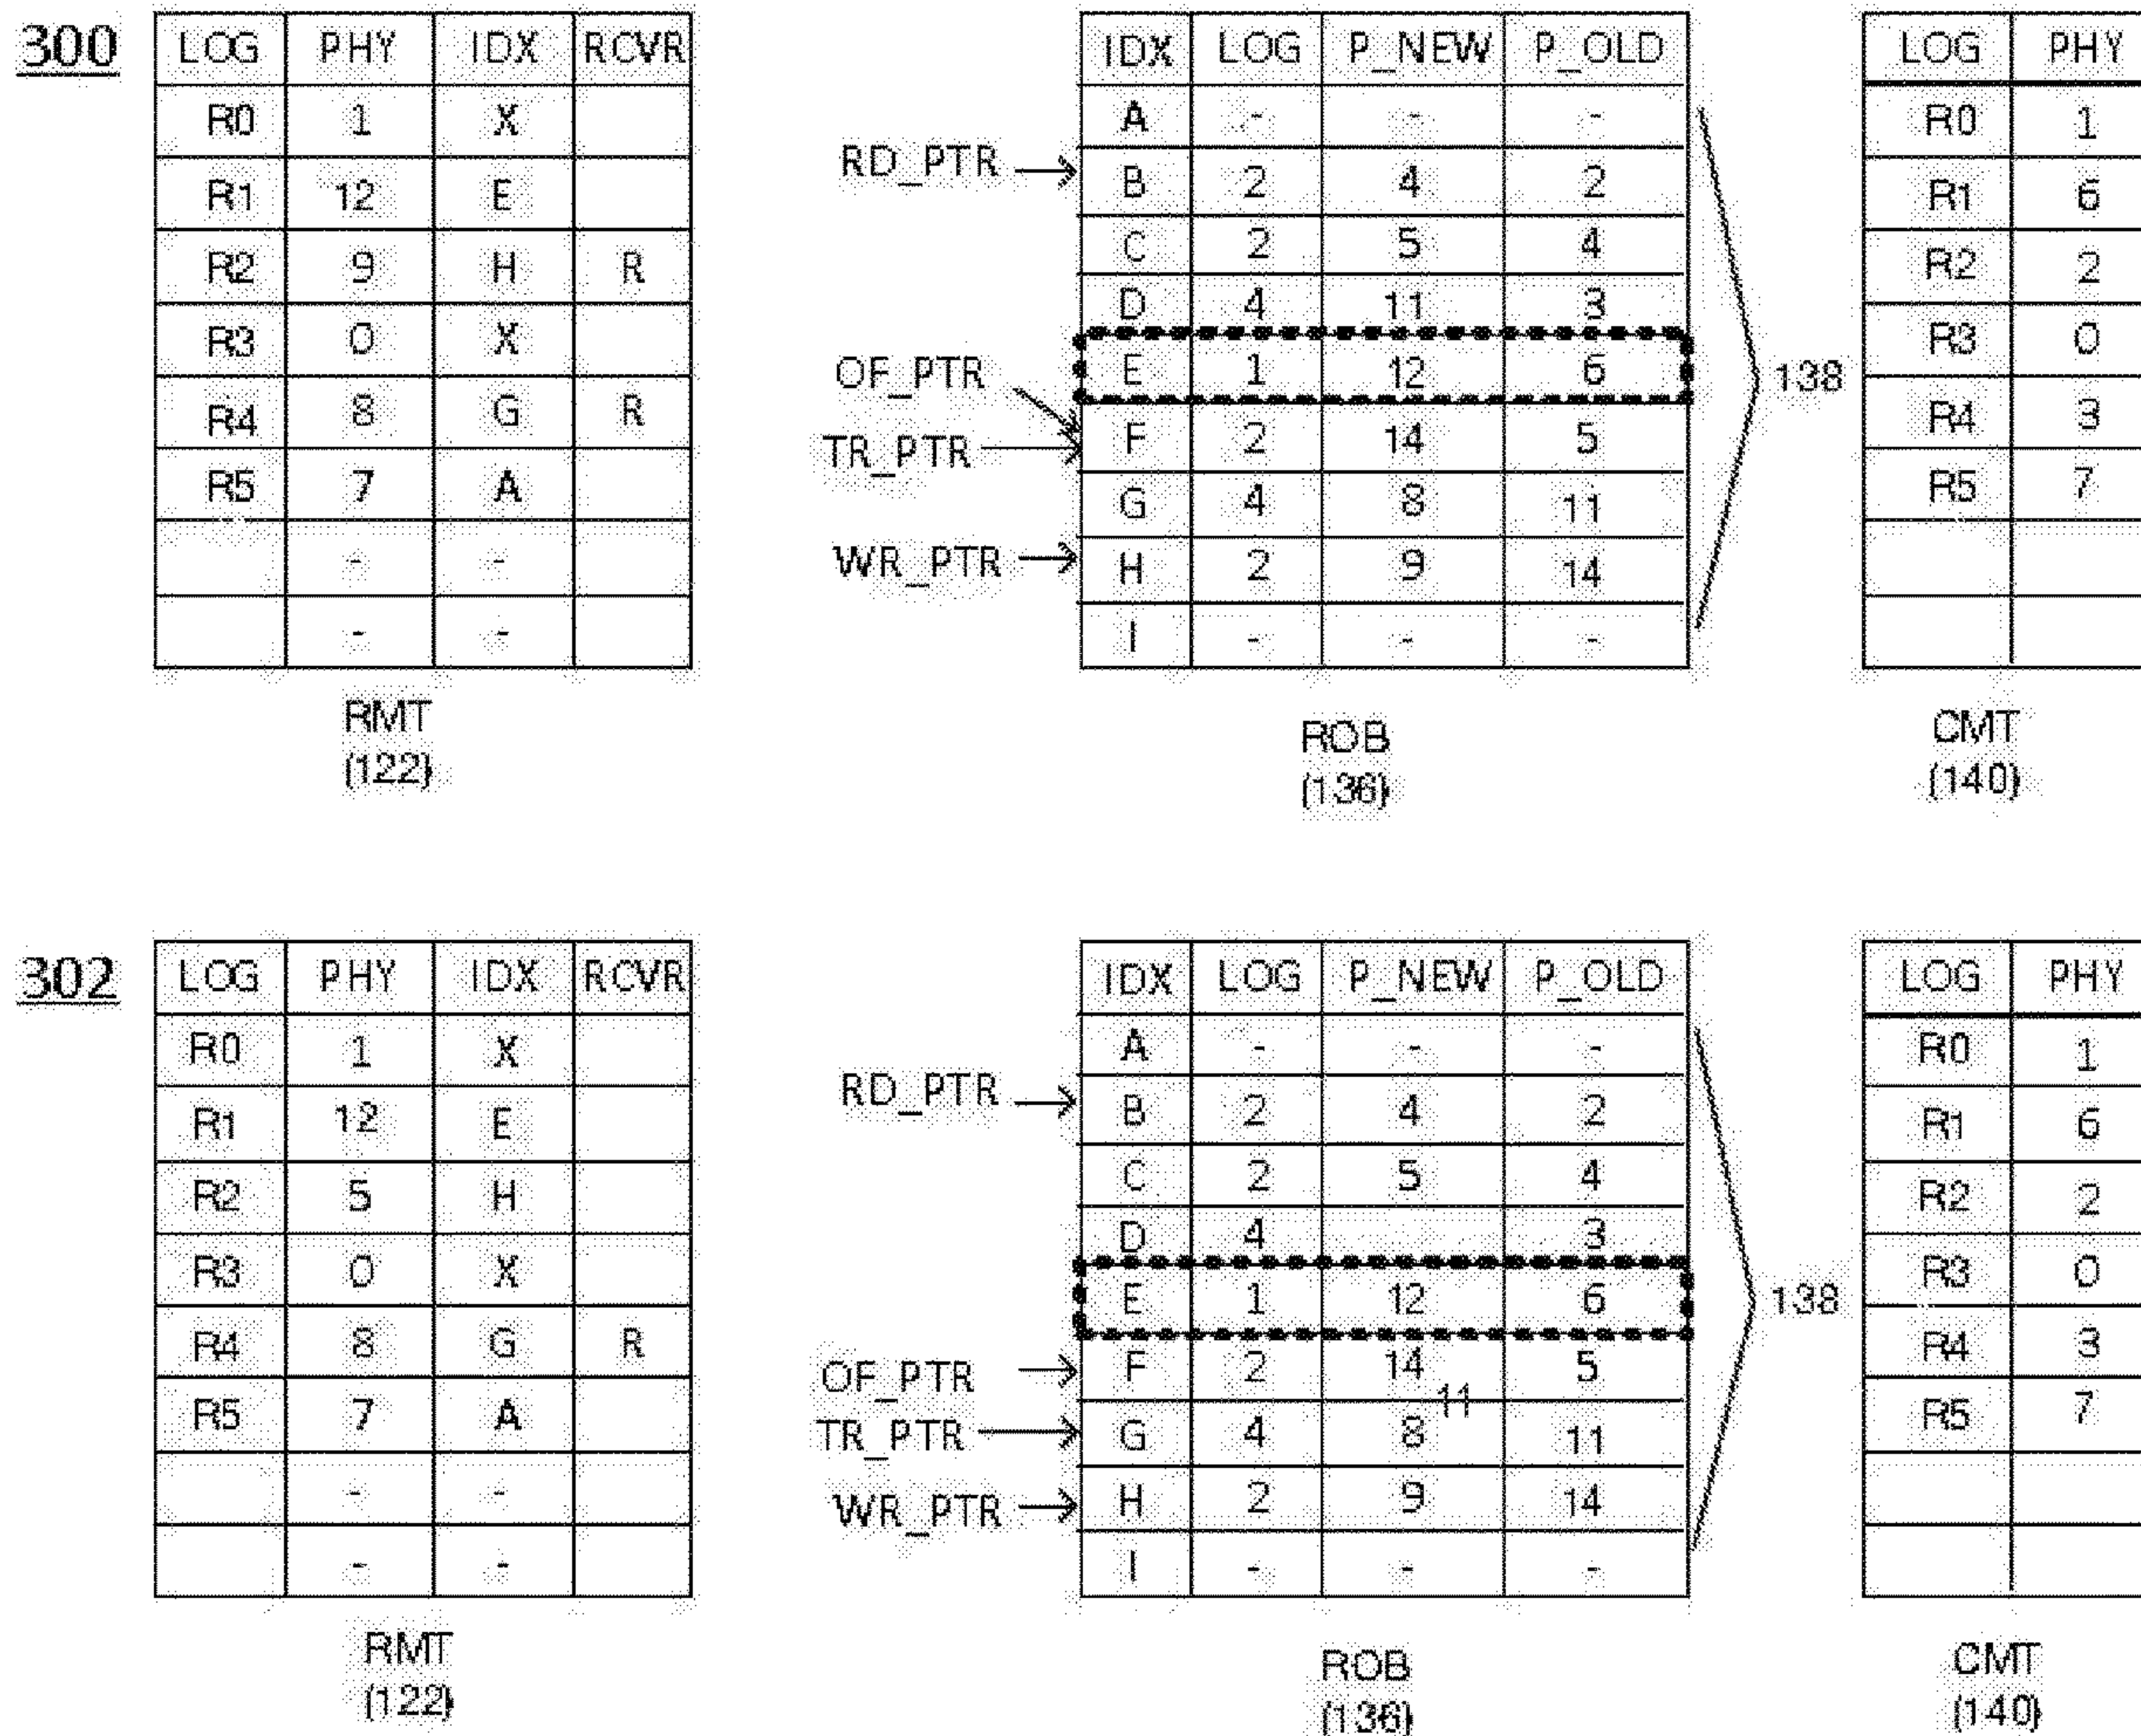 300
LOG PHY IDX RCVR
R0 1 X
R1 12 E
R2 9 H R
R3 0 X
R4 8 G R
R5 7 A
- -
- -
RMT
(122)
RD_PTR
OF_PTR
TR_PTR
WR_PTR
IDX LOG P_NEW P_OLD
A - - -
B 2 4 2
C 2 5 4
D 4 11 3
E 1 12 6
F 2 14 5
G 4 8 11
H 2 9 14
I - - -
138
ROB
(136)
LOG PHY
R0 1
R1 6
R2 2
R3 0
R4 3
R5 7
CMT
(140)
302
LOG PHY IDX RCVR
R0 1 X
R1 12 E
R2 5 H
R3 0 X
R4 8 G R
R5 7 A
- -
- -
RMT
(122)
RD_PTR
OF_PTR
TR_PTR
WR_PTR
IDX LOG P_NEW P_OLD
A - - -
B 2 4 2
C 2 5 4
D 4 3
E 1 12 6
F 2 14 5
11
G 4 8 11
H 2 9 14
I - - -
138
ROB
(136)
LOG PHY
R0 1
R1 6
R2 2
R3 0
R4 3
R5 7
CMT
(140)